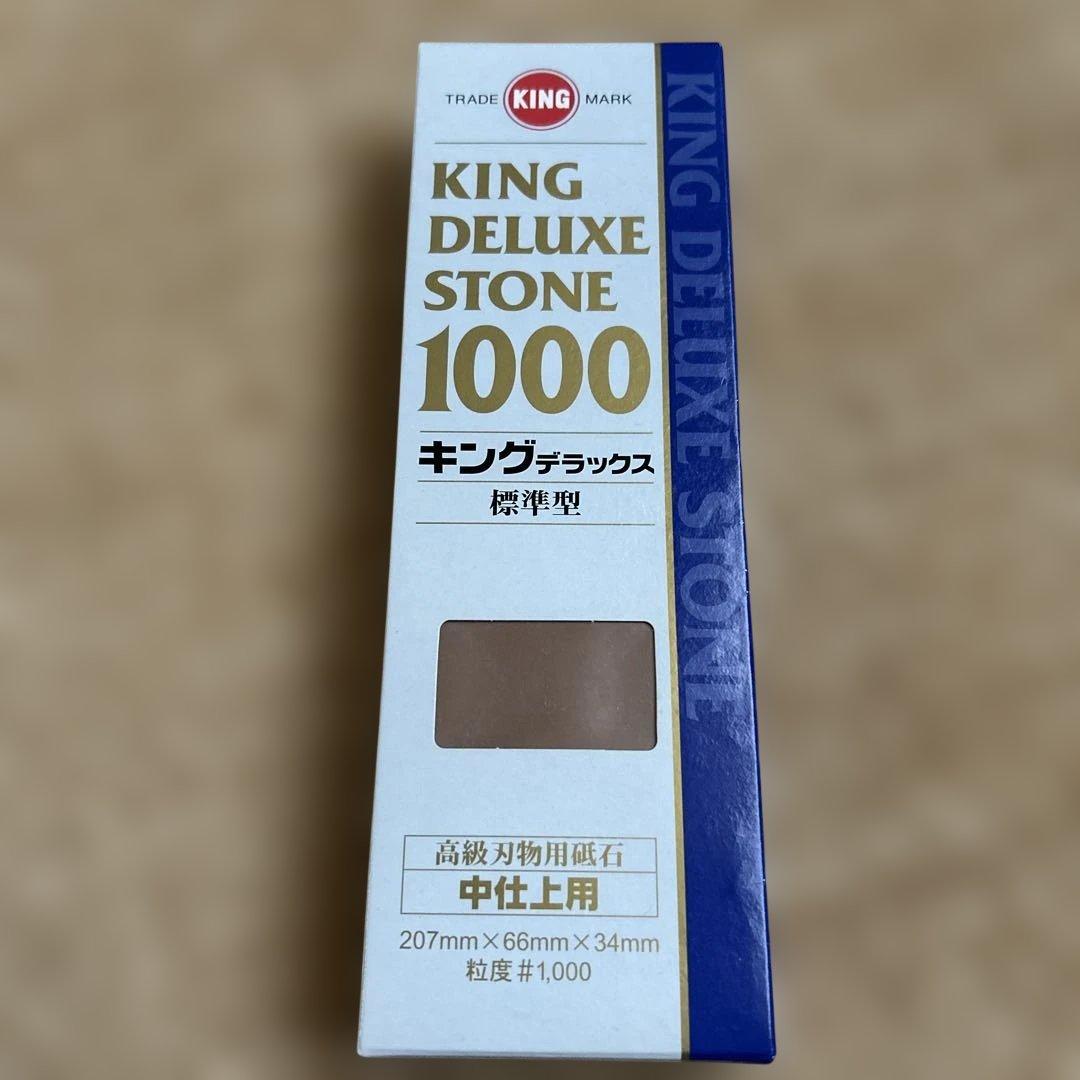 TRADE KING MARK
KING
DELUXE
STONE
1000
キングデラックス
標準型
高級刃物用砥石
中仕上用
207mm×66mm×34mm
粒度#1,000
KING DELUXE STONE